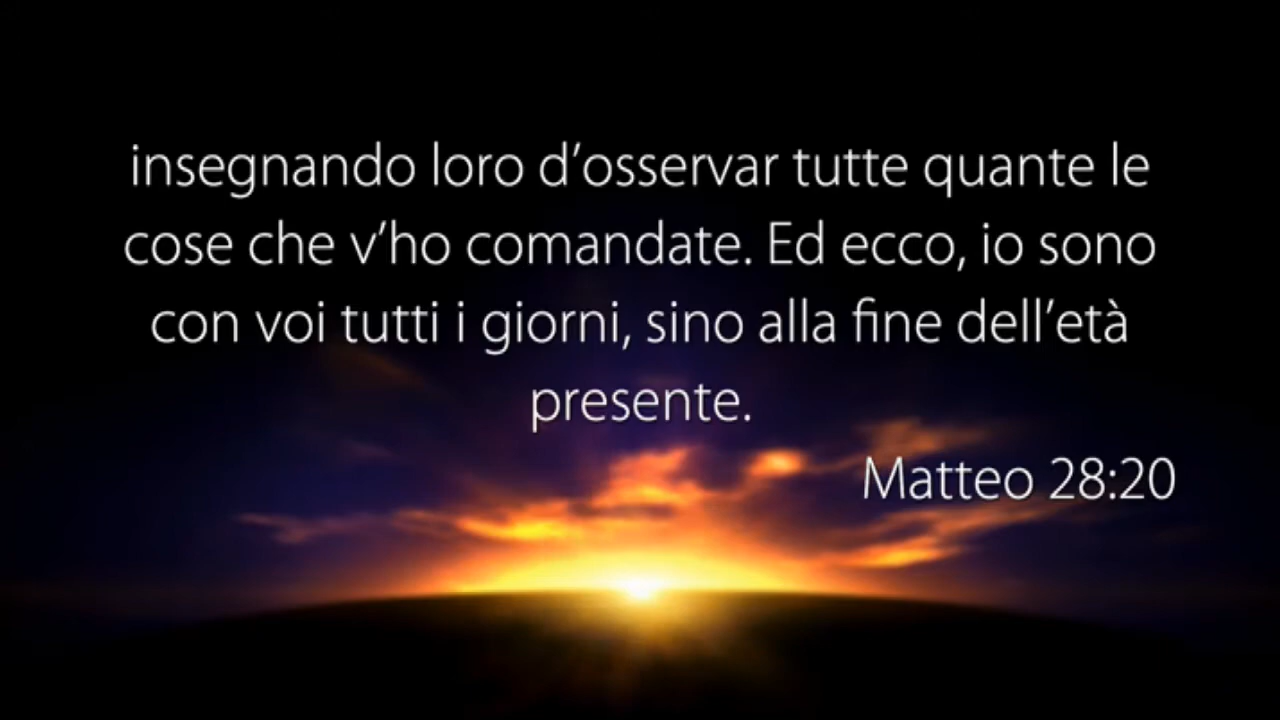 insegnando loro d’osservar tutte quante le
cose che v’ho comandate. Ed ecco, io sono
con voi tutti i giorni, sino alla fine dell’età
presente.
Matteo 28:20